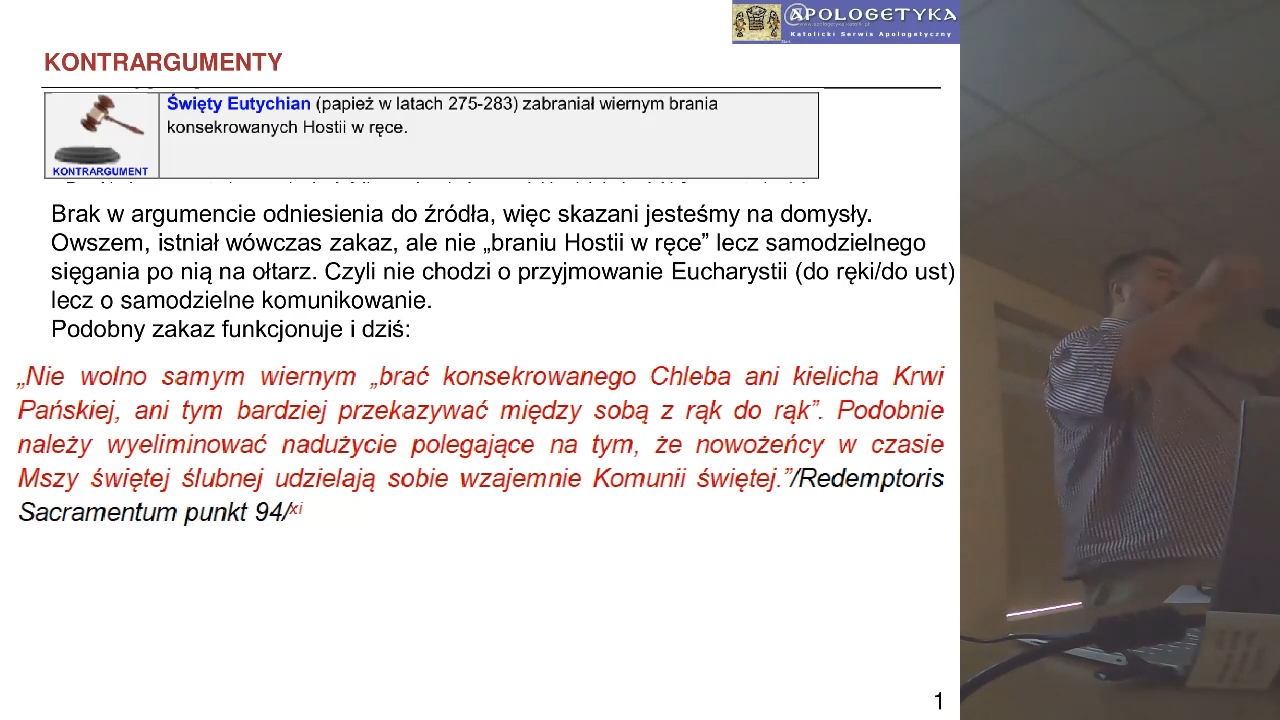 @APOLOGETYKA
www.apologetyka.katolik.pl
Katolicki Serwis Apologetyczny
KONTRARGUMENTY
Święty Eutychian (papież w latach 275-283) zabraniał wiernym brania
konsekrowanych Hostii w ręce.
KONTRARGUMENT
Brak w argumencie odniesienia do źródła, więc skazani jesteśmy na domysły.
Owszem, istniał wówczas zakaz, ale nie „braniu Hostii w ręce” lecz samodzielnego
sięgania po nią na ołtarz. Czyli nie chodzi o przyjmowanie Eucharystii (do ręki/do ust)
lecz o samodzielne komunikowanie.
Podobny zakaz funkcjonuje i dziś:
„Nie wolno samym wiernym „brać konsekrowanego Chleba ani kielicha Krwi
Pańskiej, ani tym bardziej przekazywać między sobą z rąk do rąk”. Podobnie
należy wyeliminować nadużycie polegające na tym, że nowożeńcy w czasie
Mszy świętej ślubnej udzielają sobie wzajemnie Komunii świętej.”/Redemptoris
Sacramentum punkt 94/xi
1